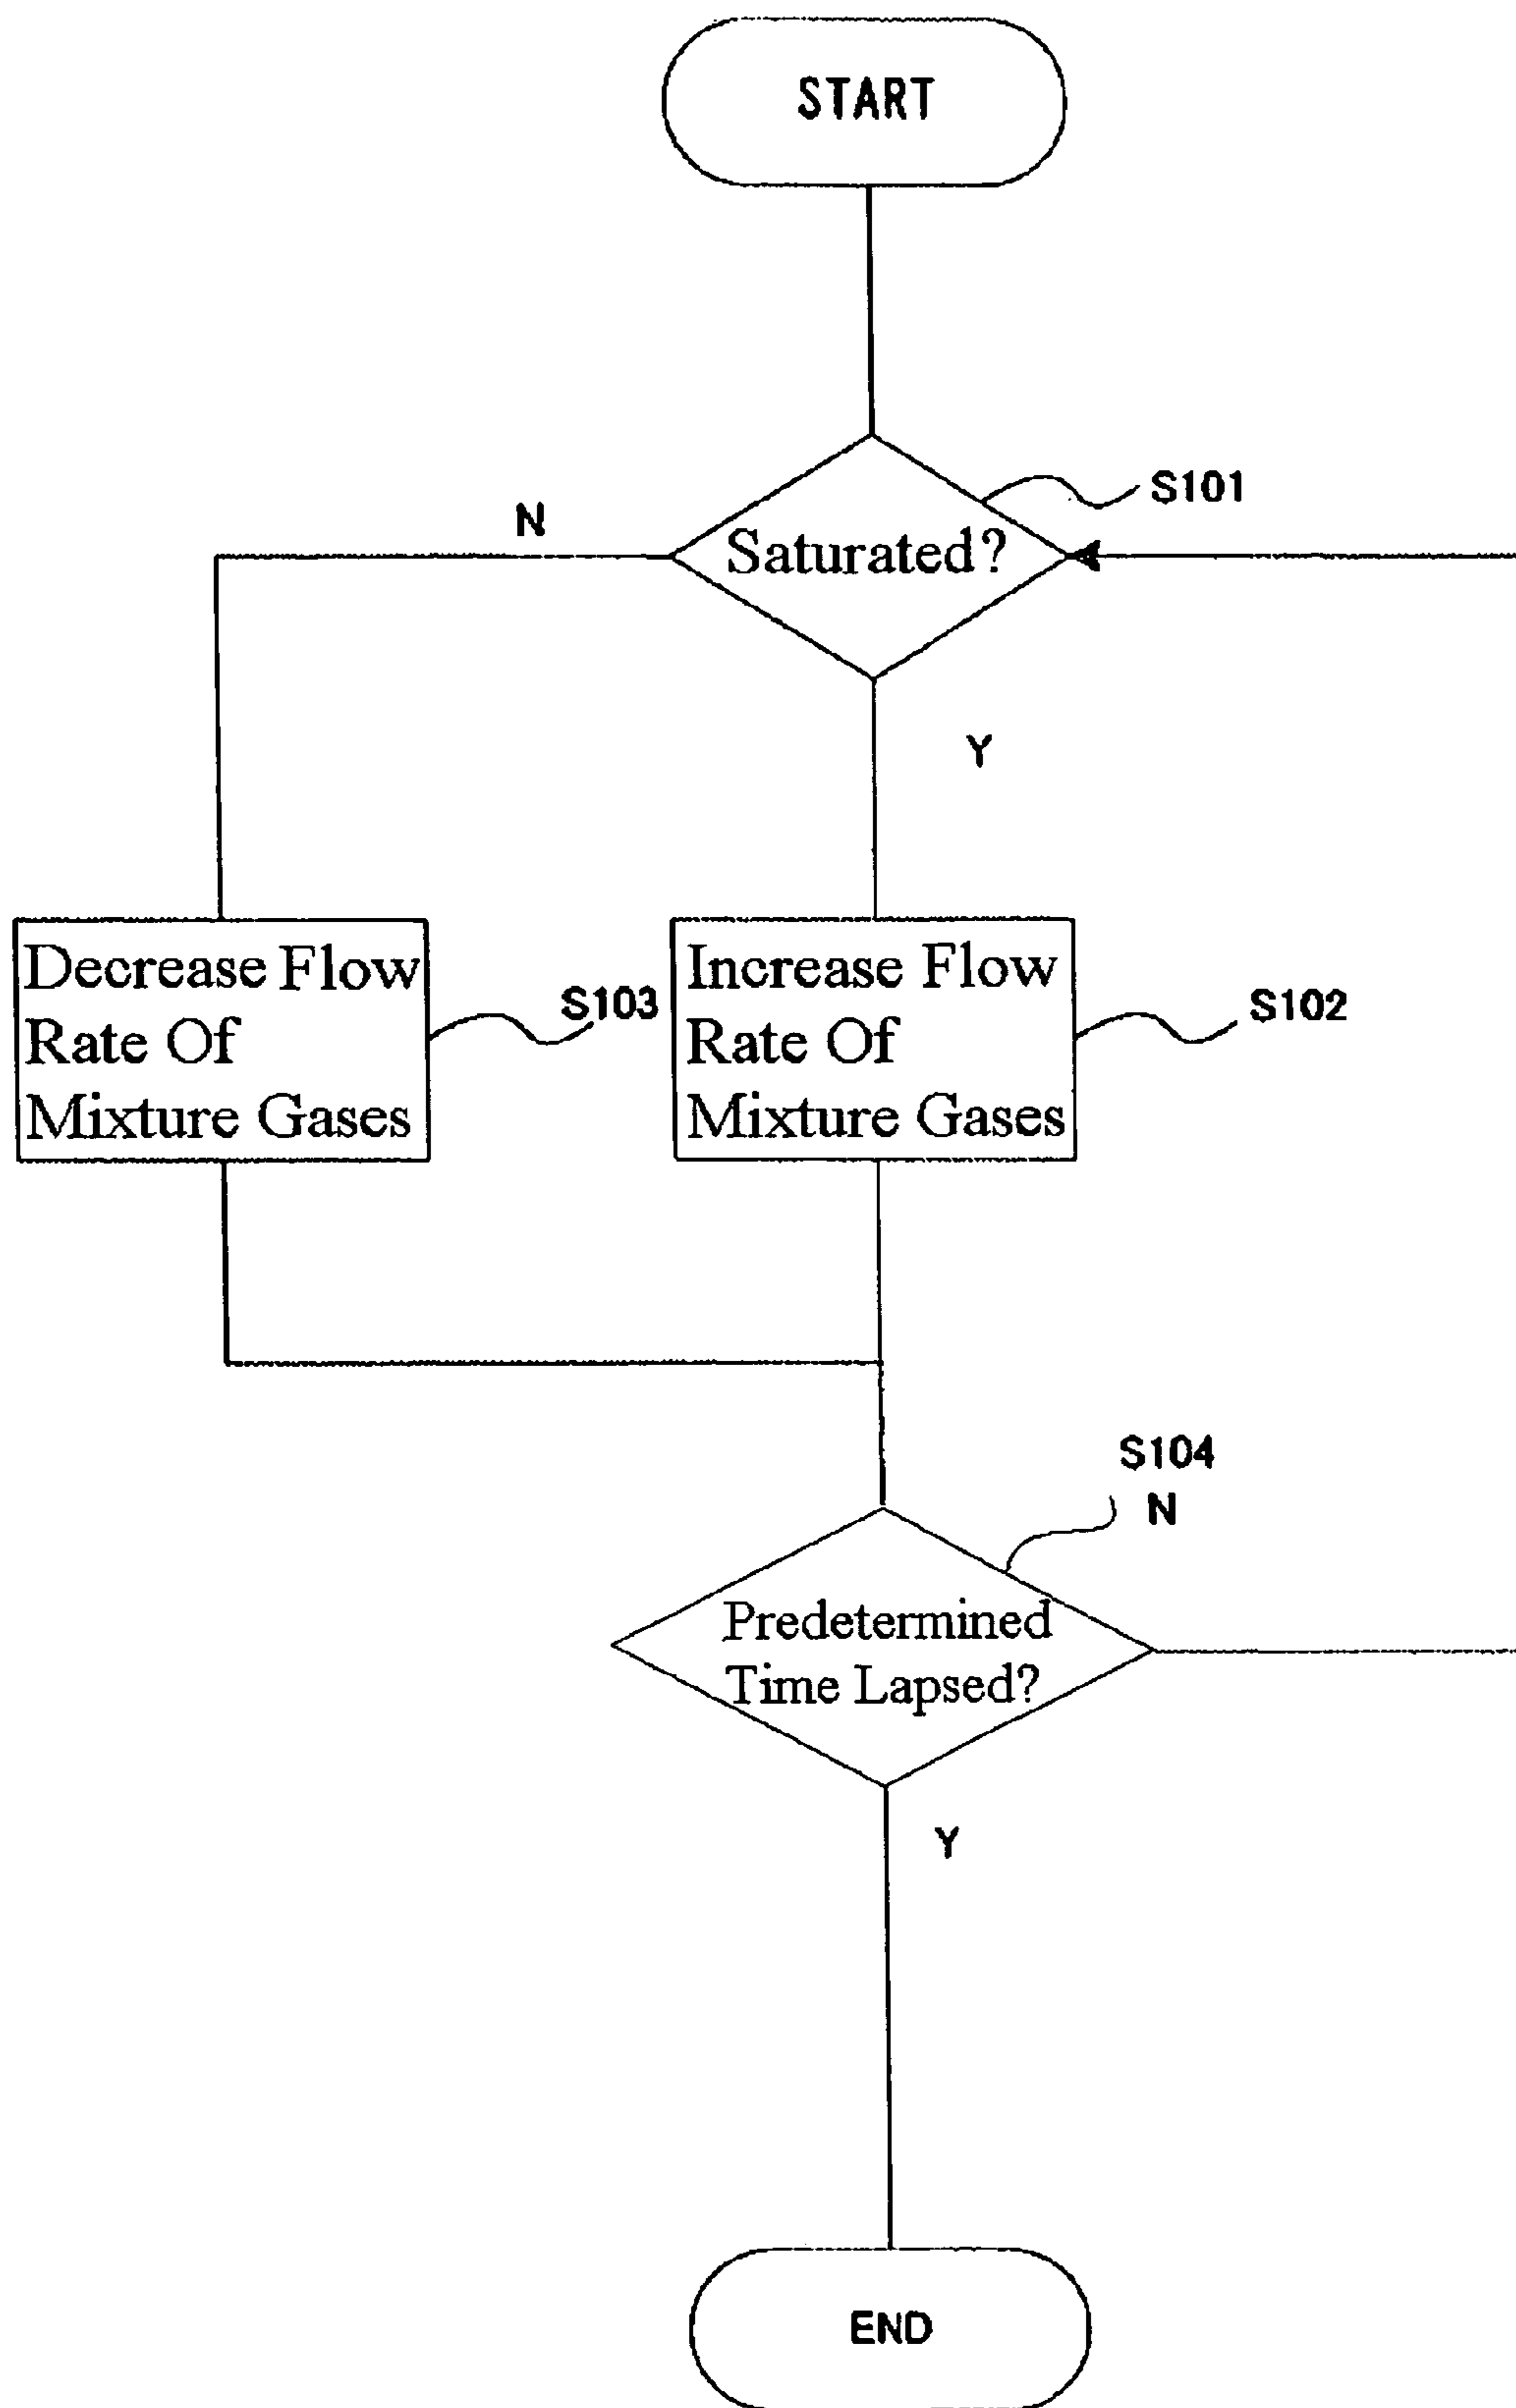 START
S101
N
Saturated?
Y
Decrease Flow
Rate Of
Mixture Gases
S103
Increase Flow
Rate Of
Mixture Gases
S102
S104
N
Predetermined
Time Lapsed?
Y
END